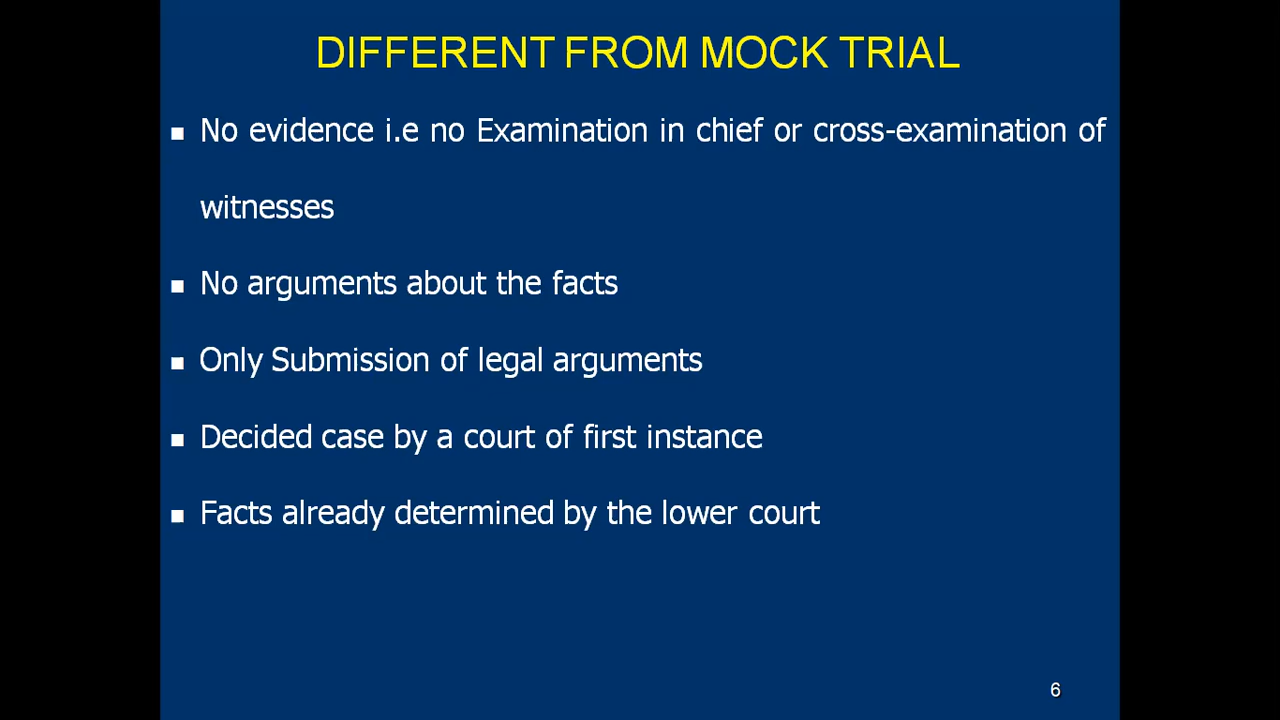 DIFFERENT FROM MOCK TRIAL
No evidence i.e no Examination in chief or cross-examination of
witnesses
No arguments about the facts
Only Submission of legal arguments
Decided case by a court of first instance
Facts already determined by the lower court
6